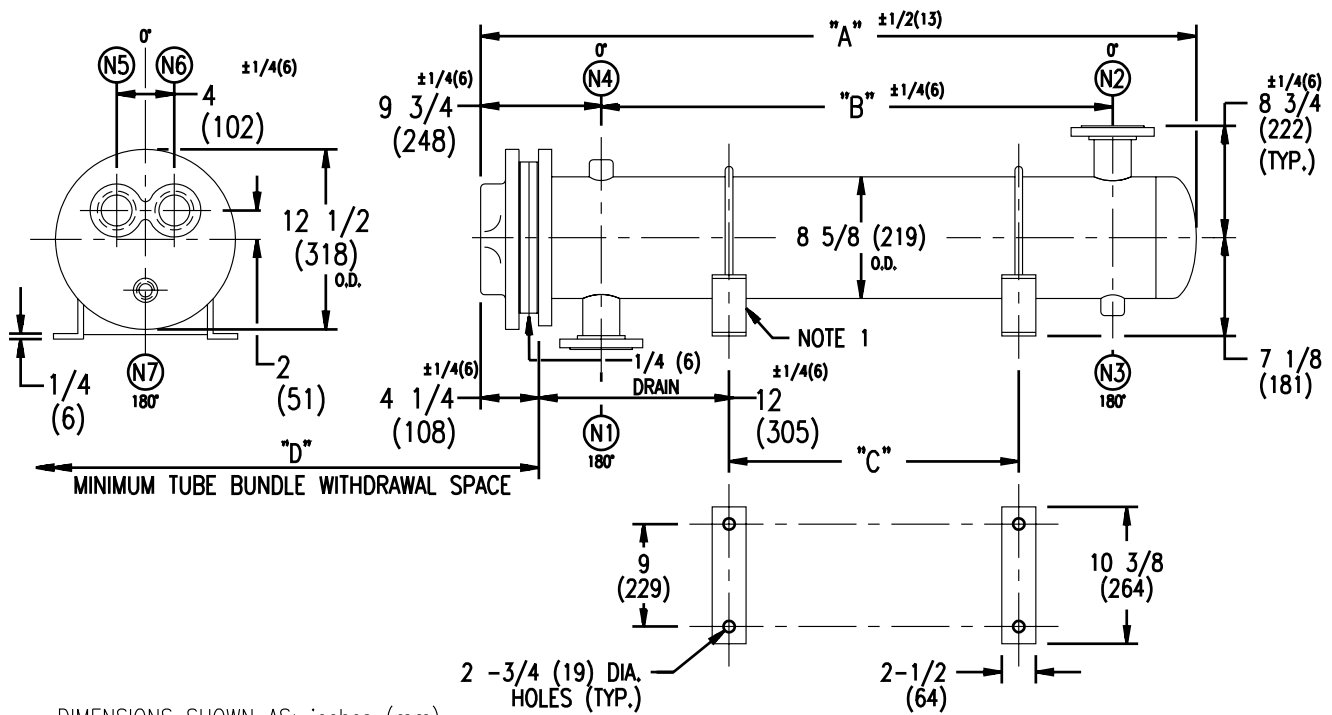 0°
N5
N6
±1/4(6)
4
(102)
12 1/2
(318)
O.D.
1/4
(6)
N7
180°
2
(51)
"A" ±1/2(13)
0°
N4
0°
N2
±1/4(6)
9 3/4
(248)
"B" ±1/4(6)
±1/4(6)
8 3/4
(222)
(TYP.)
8 5/8 (219)
O.D.
NOTE 1
1/4 (6)
DRAIN
±1/4(6)
4 1/4
(108)
±1/4(6)
12
(305)
N1
180°
N3
180°
7 1/8
(181)
"D"
MINIMUM TUBE BUNDLE WITHDRAWAL SPACE
"C"
9
(229)
10 3/8
(264)
2 -3/4 (19) DIA.
HOLES (TYP.)
2-1/2
(64)
DIMENSIONS SHOWN AS: inches (mm)